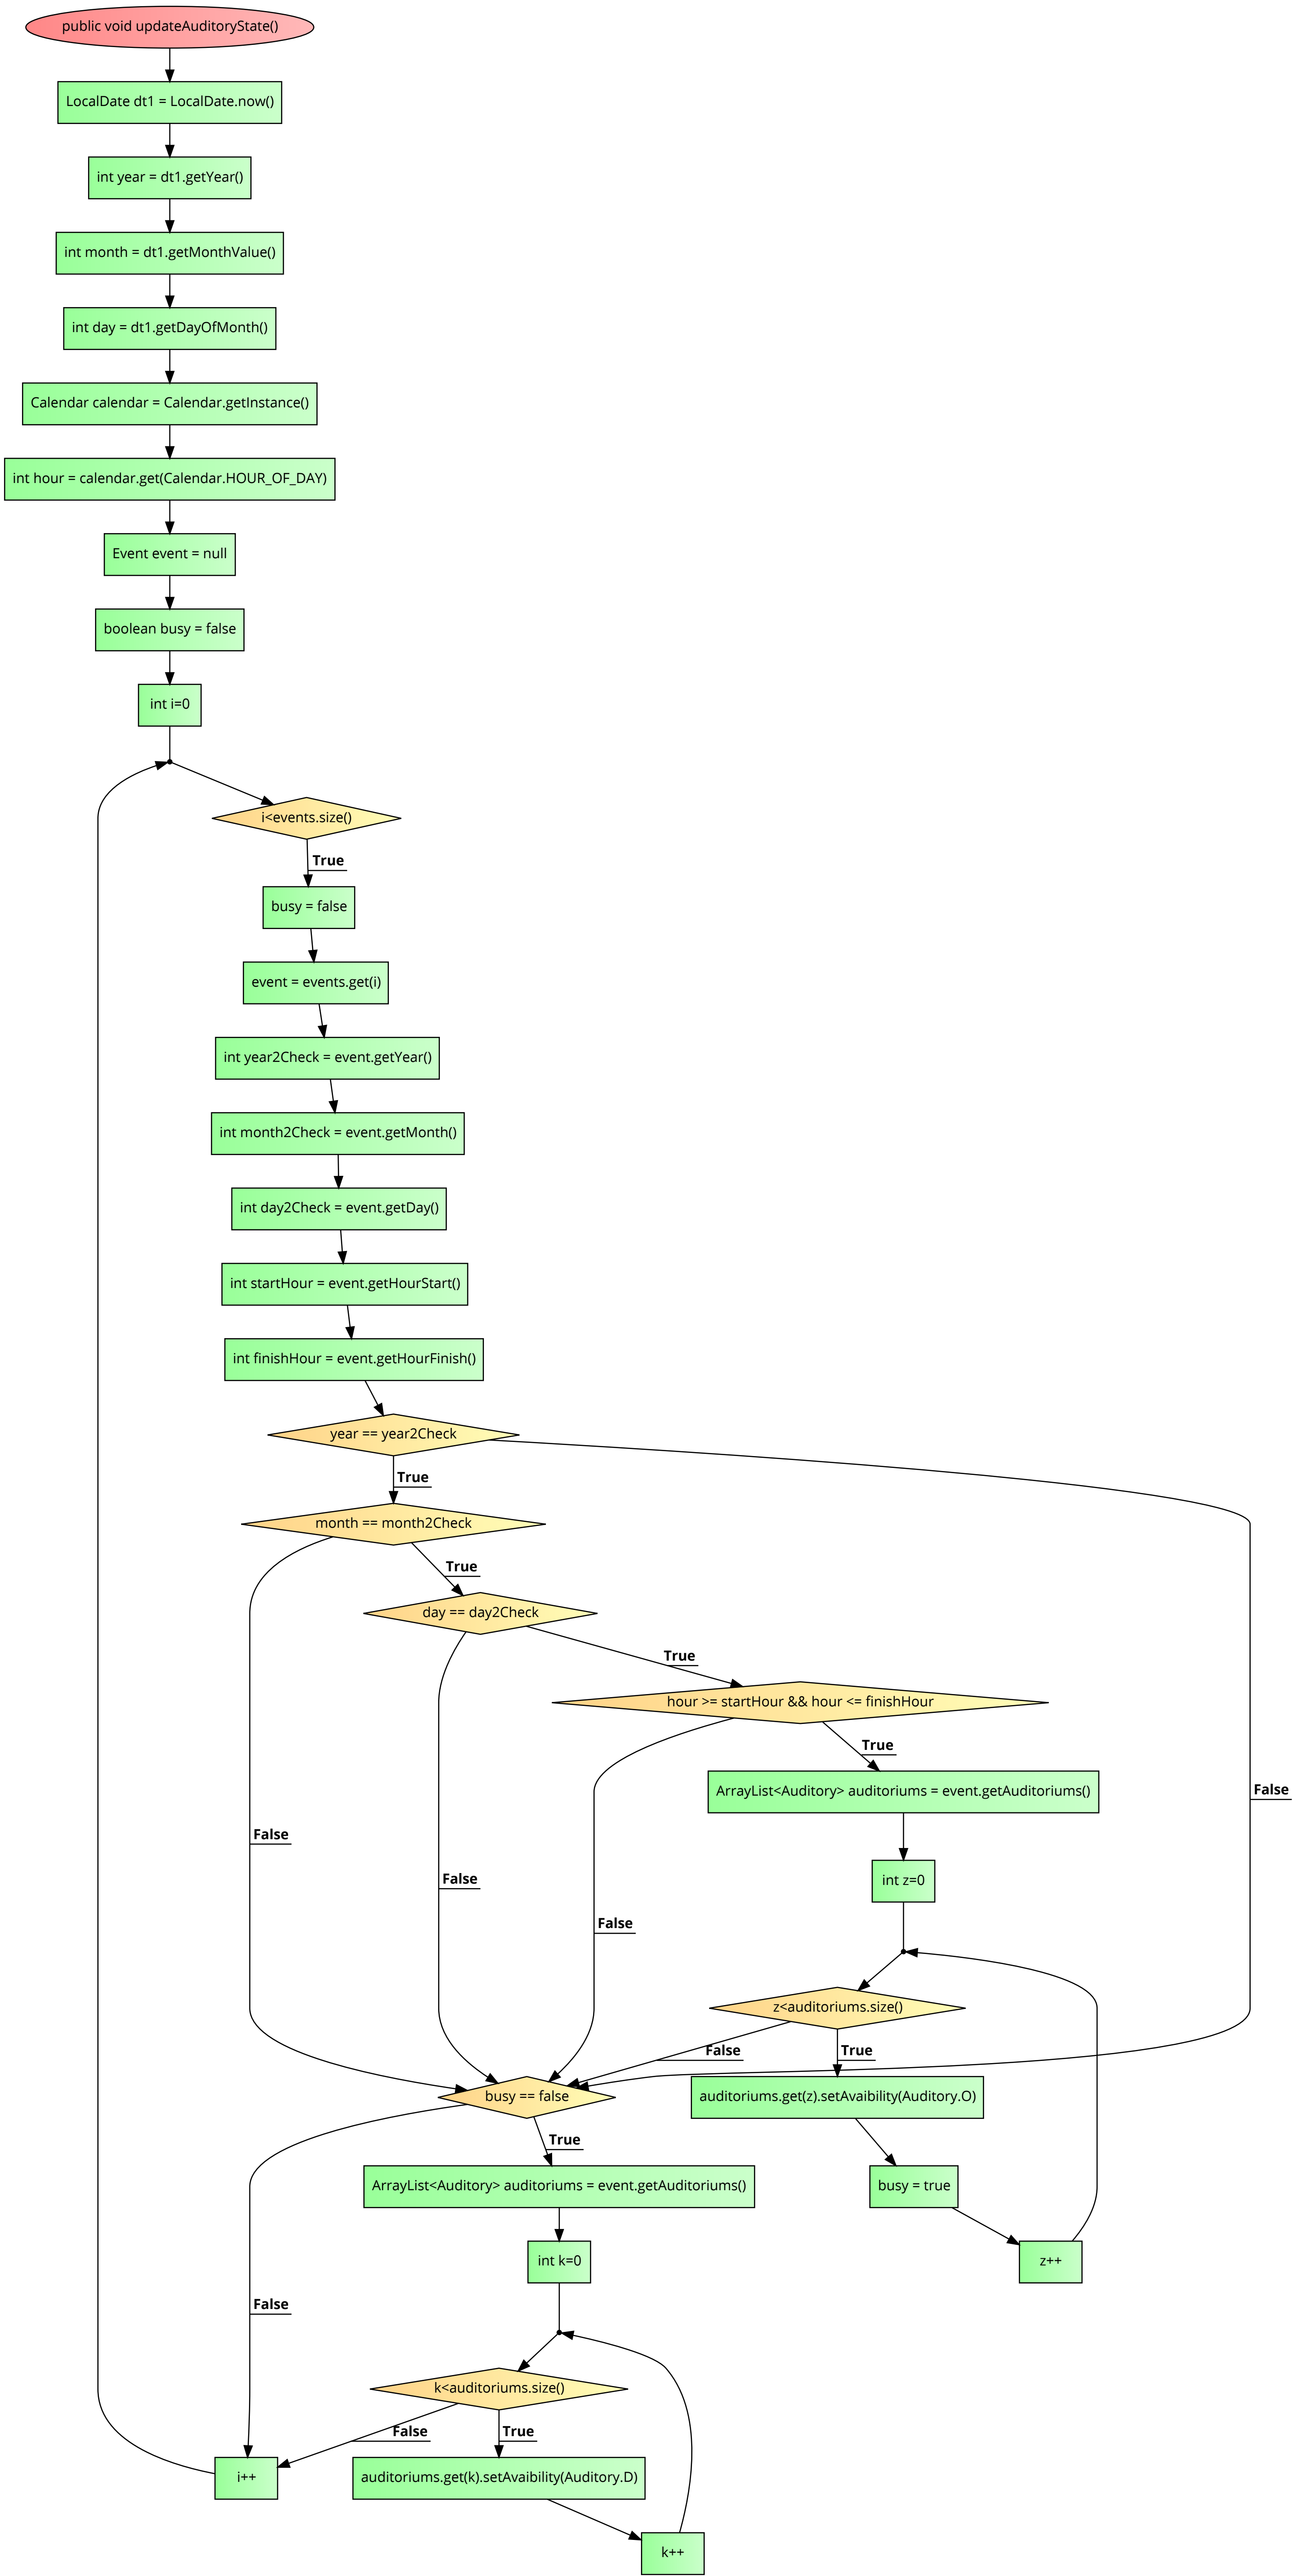 public void updateAuditoryState()
LocalDate dt1 = LocalDate.now()
int year = dt1.getYear()
int month = dt1.getMonthValue()
int day = dt1.getDayOfMonth()
Calendar calendar = Calendar.getInstance()
int hour = calendar.get(Calendar.HOUR_OF_DAY)
Event event = null
boolean busy = false
int i=0
i<events.size()
True
busy = false
event = events.get(i)
int year2Check = event.getYear()
int month2Check = event.getMonth()
int day2Check = event.getDay()
int startHour = event.getHourStart()
int finishHour = event.getHourFinish()
year == year2Check
True
month == month2Check
True
day == day2Check
True
hour >= startHour && hour <= finishHour
True
ArrayList<Auditory> auditoriums = event.getAuditoriums()
False
False
False
int z=0
False
z<auditoriums.size()
False
True
busy == false
auditoriums.get(z).setAvaibility(Auditory.O)
True
ArrayList<Auditory> auditoriums = event.getAuditoriums()
busy = true
int k=0
z++
False
k<auditoriums.size()
False
True
i++
auditoriums.get(k).setAvaibility(Auditory.D)
k++